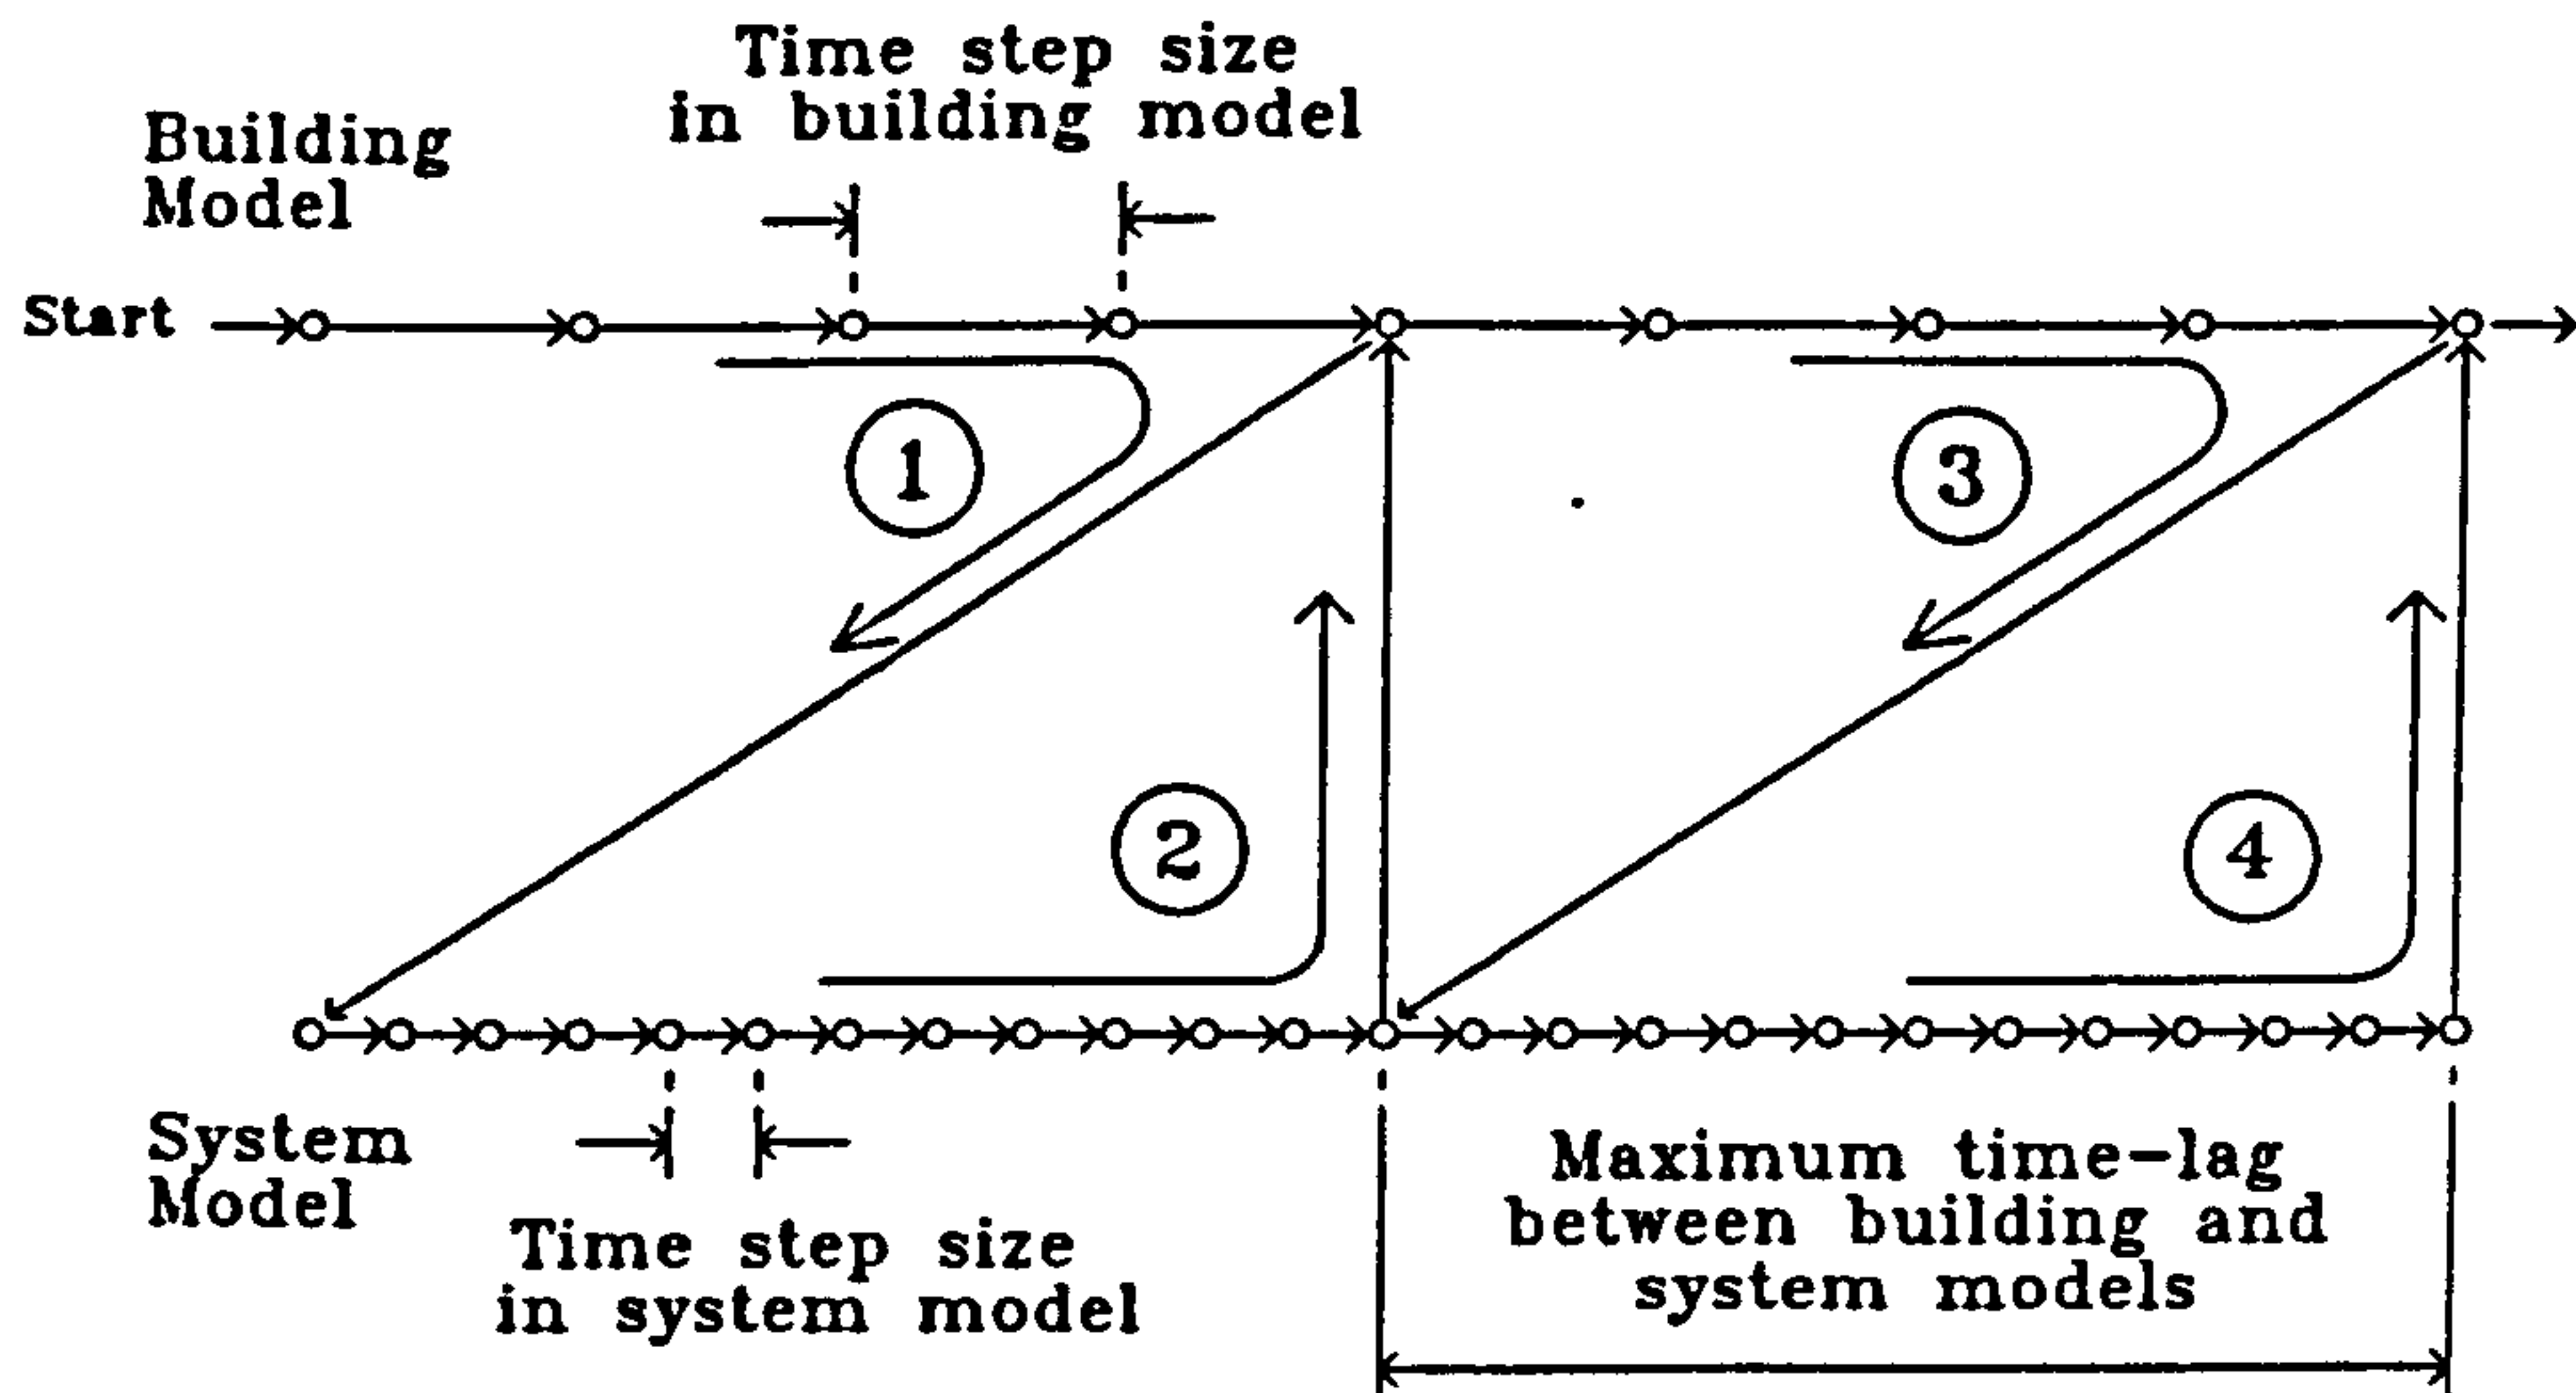 Time step size
in building model
Building
Model
Start
1
3
2
4
System
Model
Time step size
in system model
Maximum time-lag
between building and
system models